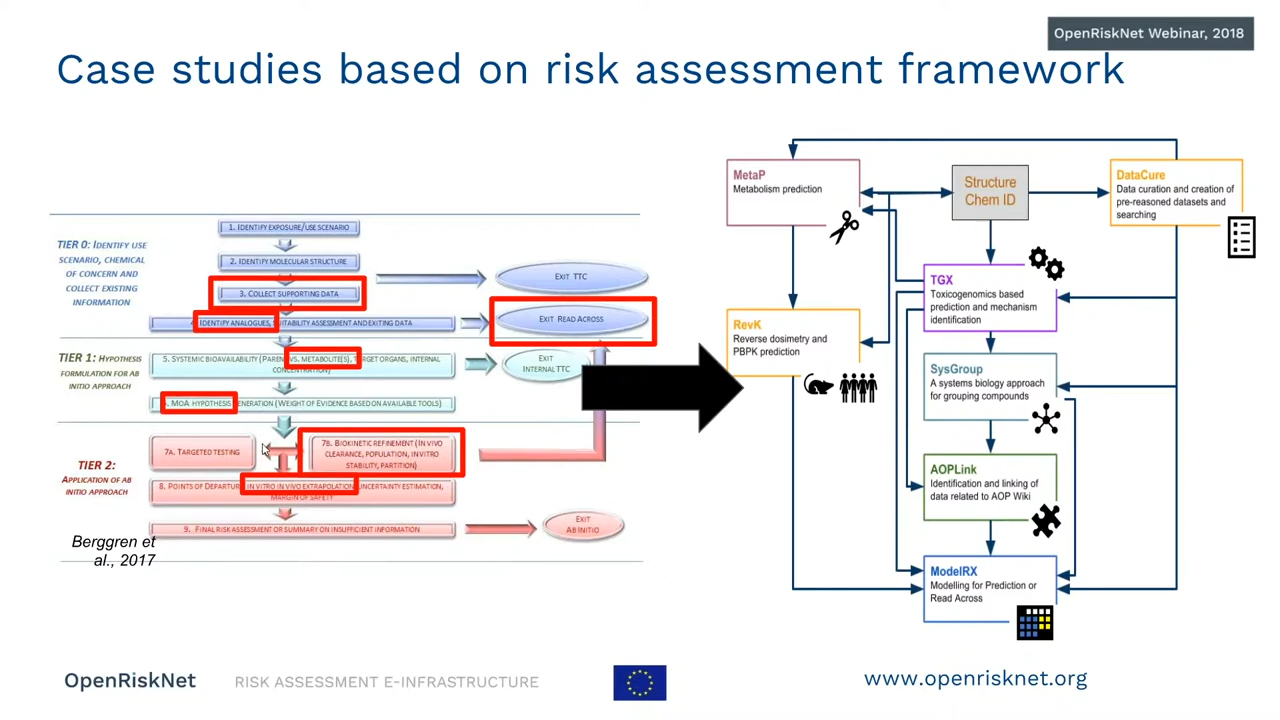 OpenRiskNet Webinar, 2018
Case studies based on risk assessment framework
TIER 0: IDENTIFY USE
SCENARIO, CHEMICAL
OF CONCERN AND
COLLECT EXISTING
INFORMATION
1. IDENTIFY EXPOSURE/USE SCENARIO
2. IDENTIFY MOLECULAR STRUCTURE
3. COLLECT SUPPORTING DATA
IDENTIFY ANALOGUES, SUITABILITY ASSESSMENT AND EXITING DATA
EXIT TTC
EXIT READ ACROSS
TIER 1: HYPOTHESIS
FORMULATION FOR AB
INITIO APPROACH
5. SYSTEMIC BIOAVAILABILITY (PARENT VS. METABOLITE(S), TARGET ORGANS, INTERNAL
CONCENTRATION)
EXIT
INTERNAL TTC
MOA HYPOTHESIS GENERATION (WEIGHT OF EVIDENCE BASED ON AVAILABLE TOOLS)
TIER 2:
APPLICATION OF AB
INITIO APPROACH
7A. TARGETED TESTING
7B. BIOKINETIC REFINEMENT (IN VIVO
CLEARANCE, POPULATION, IN VITRO
STABILITY, PARTITION)
8. POINTS OF DEPARTURE, IN VITRO IN VIVO EXTRAPOLATION, UNCERTAINTY ESTIMATION,
MARGIN OF SAFETY
9. FINAL RISK ASSESSMENT OR SUMMARY ON INSUFFICIENT INFORMATION
EXIT
AB INITIO
Berggren et
al., 2017
MetaP
Metabolism prediction
Structure
Chem ID
DataCure
Data curation and creation of
pre-reasoned datasets and
searching
TGX
Toxicogenomics based
prediction and mechanism
identification
RevK
Reverse dosimetry and
PBPK prediction
SysGroup
A systems biology approach
for grouping compounds
AOPLink
Identification and linking of
data related to AOP Wiki
ModelRX
Modelling for Prediction or
Read Across
OpenRiskNet
RISK ASSESSMENT E-INFRASTRUCTURE
www.openrisknet.org